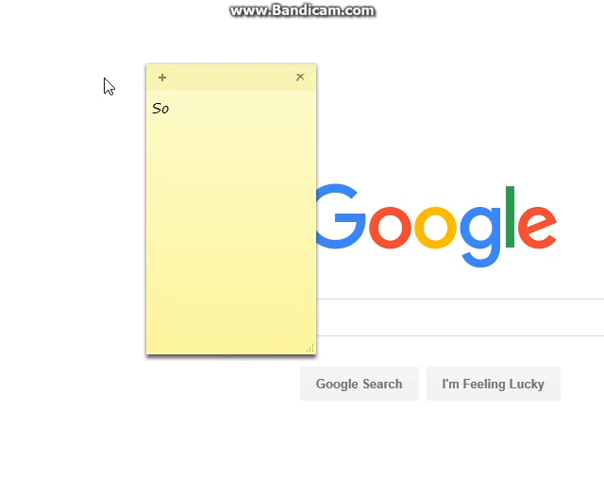 www.Bandicam.com
So
Google
Google Search
I'm Feeling Lucky